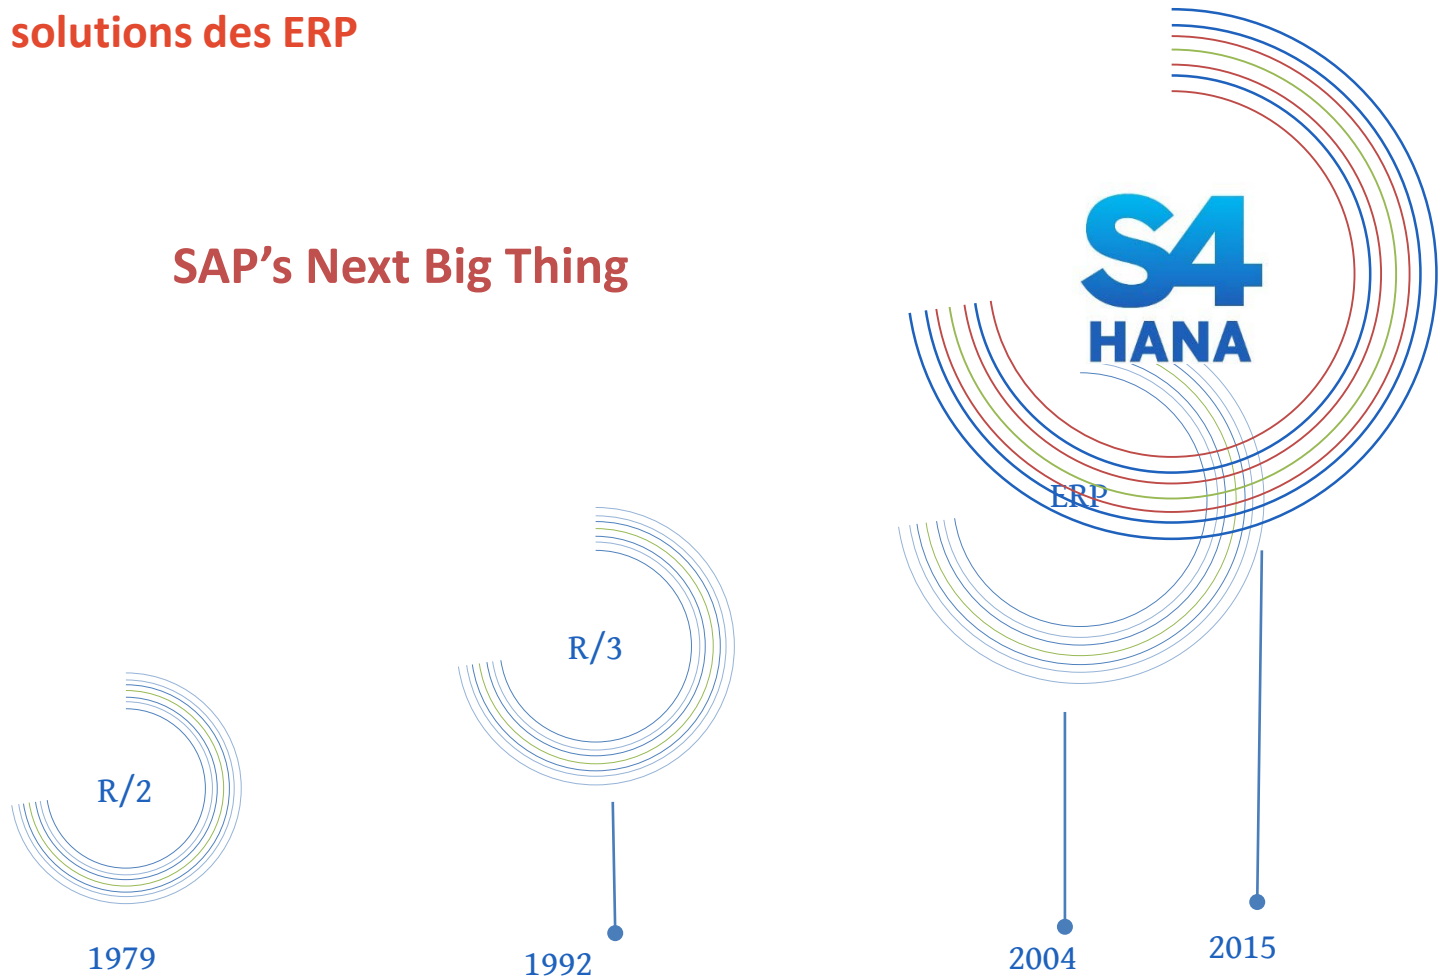 solutions des ERP
SAP’s Next Big Thing
S4
HANA
ERP
R/3
R/2
1979
1992
2004
2015